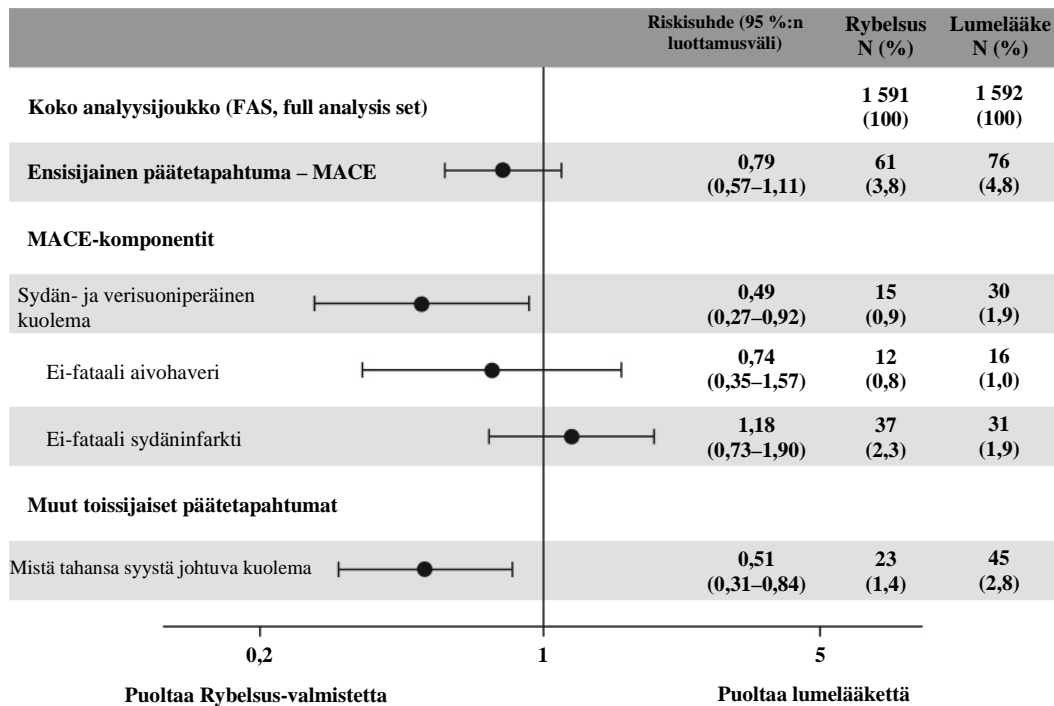 Riskisuhde (95 %:n
luottamusväli)
Rybelsus
N (%)
Lumelääke
N (%)
Koko analyysijoukko (FAS, full analysis set)
1 591
(100)
1 592
(100)
Ensisijainen päätetapahtuma – MACE
0,79
(0,57–1,11)
61
(3,8)
76
(4,8)
MACE-komponentit
Sydän- ja verisuoniperäinen
kuolema
0,49
(0,27–0,92)
15
(0,9)
30
(1,9)
Ei-fataali aivohaveri
0,74
(0,35–1,57)
12
(0,8)
16
(1,0)
Ei-fataali sydäninfarkti
1,18
(0,73–1,90)
37
(2,3)
31
(1,9)
Muut toissijaiset päätetapahtumat
Mistä tahansa syystä johtuva kuolema
0,51
(0,31–0,84)
23
(1,4)
45
(2,8)
0,2 1 5
Puoltaa Rybelsus-valmistetta Puoltaa lumelääkettä